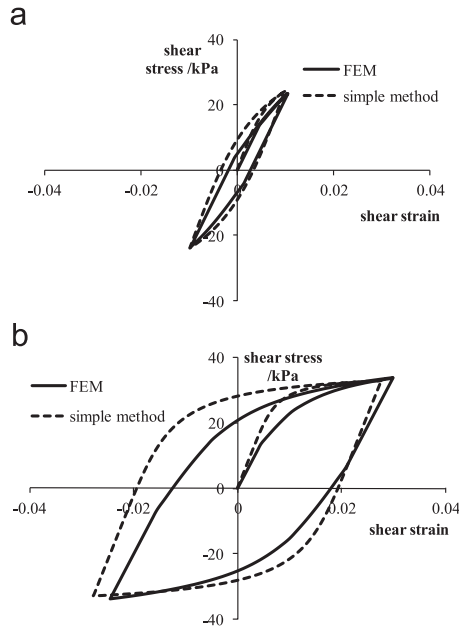 a
shear
stress /kPa
40
FEM
simple method
20
0
-0.04
-0.02
0
0.02
0.04
shear strain
-20
-40
b
40
shear stress
/kPa
FEM
simple method
20
0
-0.04
-0.02
0
0.02
0.04
shear strain
-20
-40